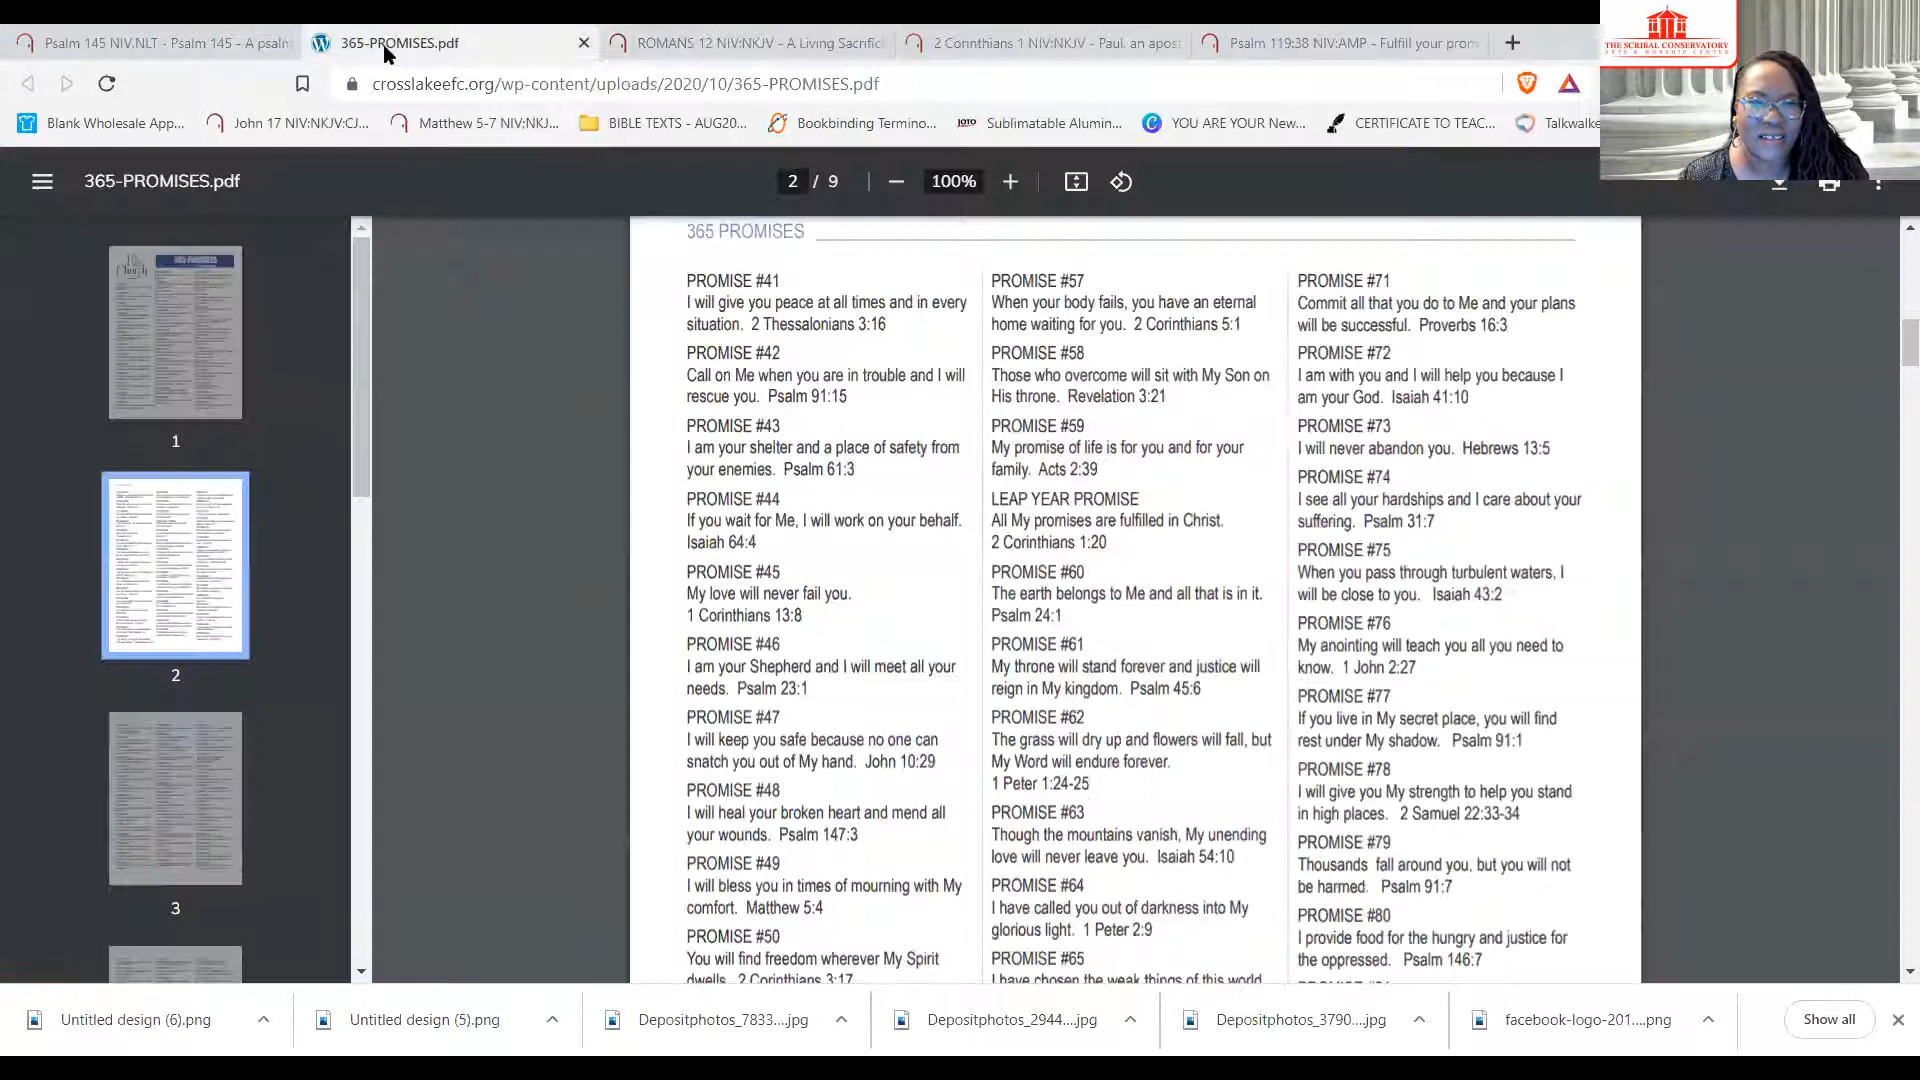 Psalm 145 NIV.NLT - Psalm 145 - A psalm
365-PROMISES.pdf
ROMANS 12 NIV:NKJV - A Living Sacrific
2 Corinthians 1 NIV:NKJV - Paul, an apost
Psalm 119:38 NIV:AMP - Fulfill your prom
THE SCRIBAL CONSERVATORY
ARTS & WORSHIP CENTER
crosslakeefc.org/wp-content/uploads/2020/10/365-PROMISES.pdf
Blank Wholesale App...
John 17 NIV:NKJV:CJ...
Matthew 5-7 NIV;NKJ...
BIBLE TEXTS - AUG20...
Bookbinding Termino...
JOTO
Sublimatable Alumin...
YOU ARE YOUR New...
CERTIFICATE TO TEAC...
Talkwalke
365-PROMISES.pdf
2 / 9
100%
365 PROMISES
PROMISE #41
I will give you peace at all times and in every
situation. 2 Thessalonians 3:16
PROMISE #42
Call on Me when you are in trouble and I will
rescue you. Psalm 91:15
PROMISE #43
I am your shelter and a place of safety from
your enemies. Psalm 61:3
PROMISE #44
If you wait for Me, I will work on your behalf.
Isaiah 64:4
PROMISE #45
My love will never fail you.
1 Corinthians 13:8
PROMISE #46
I am your Shepherd and I will meet all your
needs. Psalm 23:1
PROMISE #47
I will keep you safe because no one can
snatch you out of My hand. John 10:29
PROMISE #48
I will heal your broken heart and mend all
your wounds. Psalm 147:3
PROMISE #49
I will bless you in times of mourning with My
comfort. Matthew 5:4
PROMISE #50
You will find freedom wherever My Spirit
dwells. 2 Corinthians 3:17
PROMISE #57
When your body fails, you have an eternal
home waiting for you. 2 Corinthians 5:1
PROMISE #58
Those who overcome will sit with My Son on
His throne. Revelation 3:21
PROMISE #59
My promise of life is for you and for your
family. Acts 2:39
LEAP YEAR PROMISE
All My promises are fulfilled in Christ.
2 Corinthians 1:20
PROMISE #60
The earth belongs to Me and all that is in it.
Psalm 24:1
PROMISE #61
My throne will stand forever and justice will
reign in My kingdom. Psalm 45:6
PROMISE #62
The grass will dry up and flowers will fall, but
My Word will endure forever.
1 Peter 1:24-25
PROMISE #63
Though the mountains vanish, My unending
love will never leave you. Isaiah 54:10
PROMISE #64
I have called you out of darkness into My
glorious light. 1 Peter 2:9
PROMISE #65
I have chosen the weak things of this world
PROMISE #71
Commit all that you do to Me and your plans
will be successful. Proverbs 16:3
PROMISE #72
I am with you and I will help you because I
am your God. Isaiah 41:10
PROMISE #73
I will never abandon you. Hebrews 13:5
PROMISE #74
I see all your hardships and I care about your
suffering. Psalm 31:7
PROMISE #75
When you pass through turbulent waters, I
will be close to you. Isaiah 43:2
PROMISE #76
My anointing will teach you all you need to
know. 1 John 2:27
PROMISE #77
If you live in My secret place, you will find
rest under My shadow. Psalm 91:1
PROMISE #78
I will give you My strength to help you stand
in high places. 2 Samuel 22:33-34
PROMISE #79
Thousands fall around you, but you will not
be harmed. Psalm 91:7
PROMISE #80
I provide food for the hungry and justice for
the oppressed. Psalm 146:7
1
2
3
Untitled design (6).png
Untitled design (5).png
Depositphotos_7833....jpg
Depositphotos_2944....jpg
Depositphotos_3790....jpg
facebook-logo-201....png
Show all